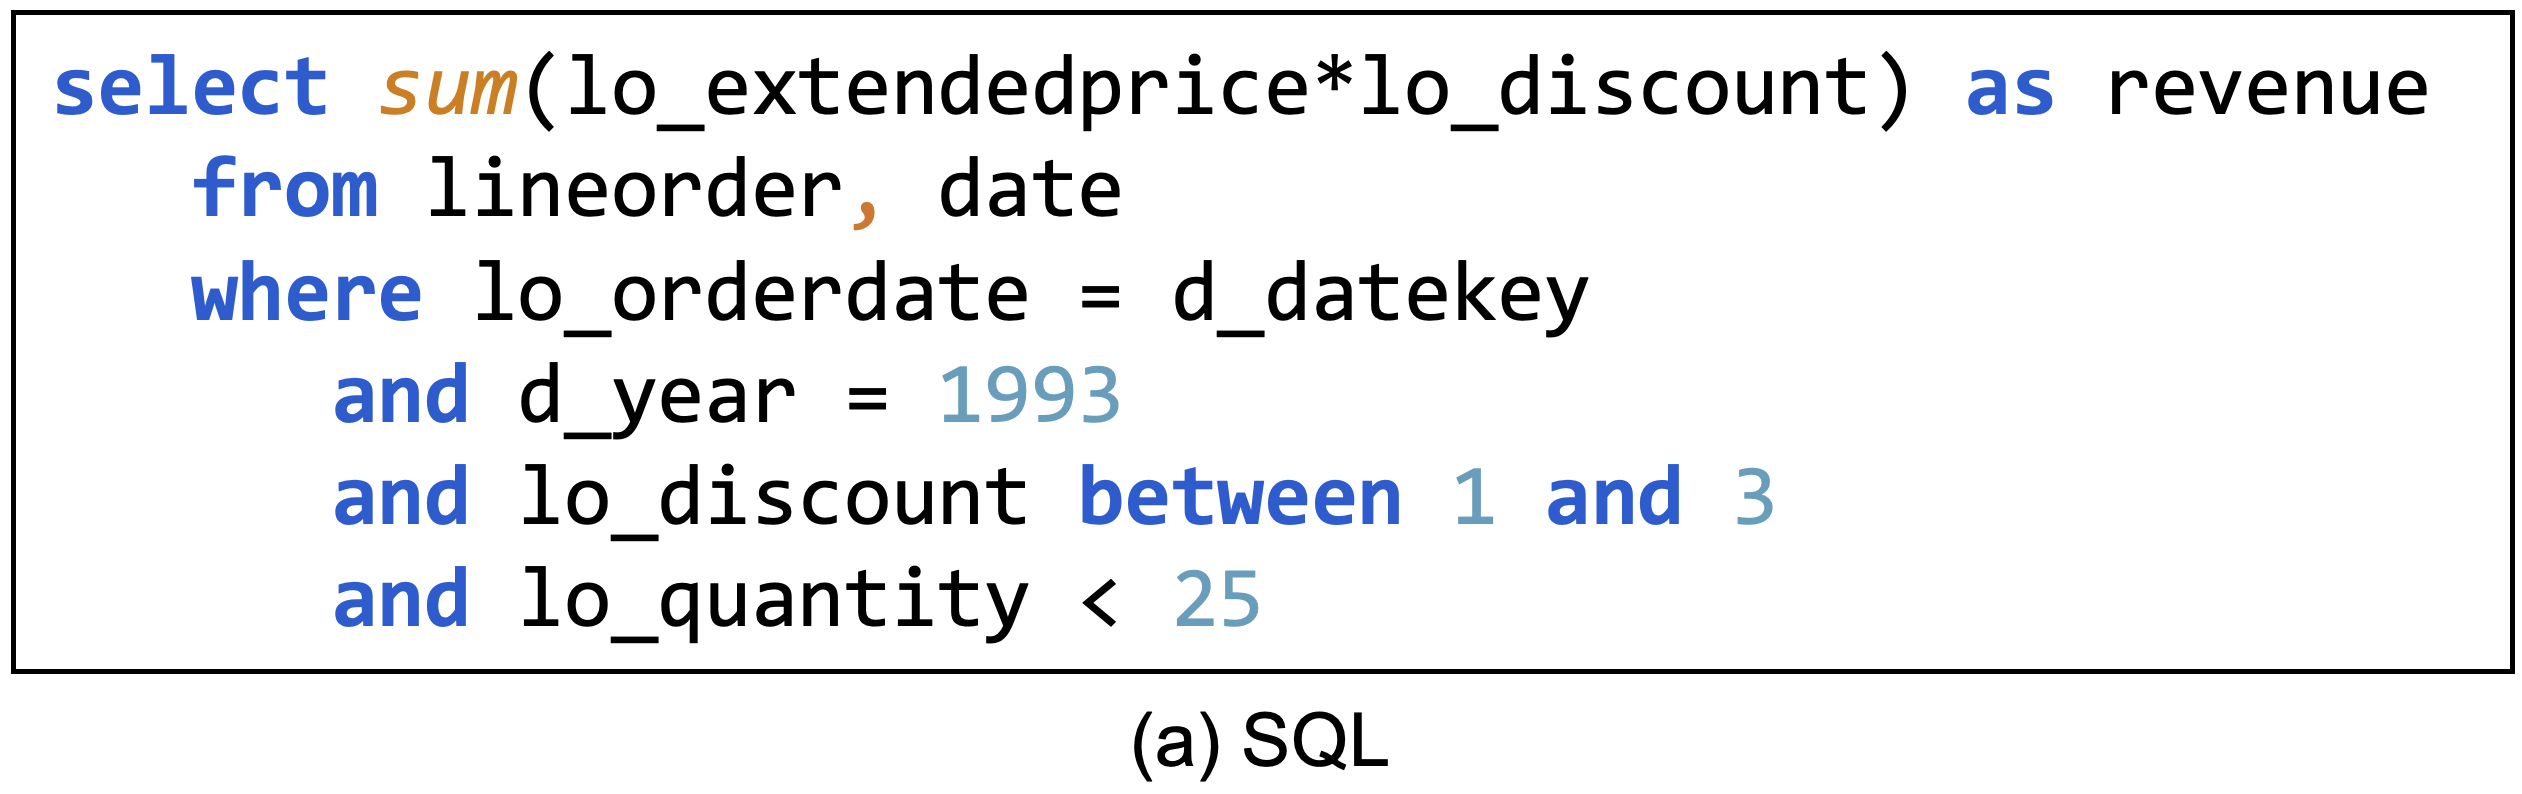 select sum(lo_extendedprice*lo_discount) as revenue
from lineorder, date
where lo_orderdate = d_datekey
and d_year = 1993
and lo_discount between 1 and 3
and lo_quantity < 25
(a) SQL